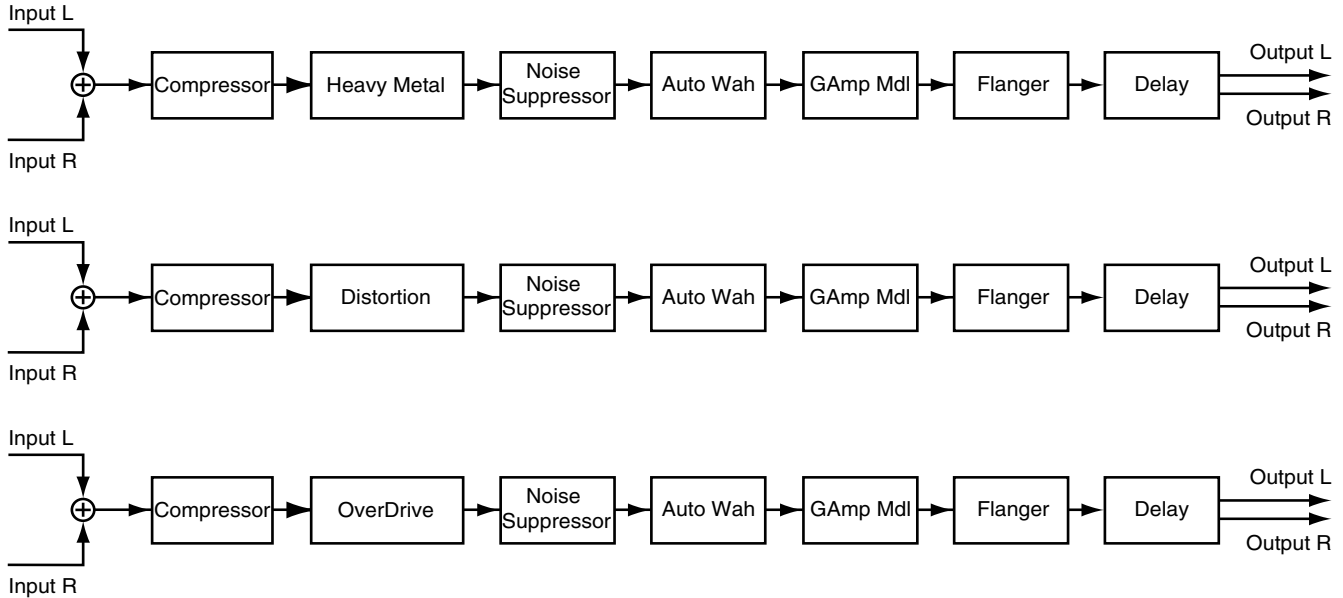 Input L
Compressor
Heavy Metal
Noise
Suppressor
Auto Wah
GAmp Mdl
Flanger
Delay
Output L
Output R
Input R
Input L
Compressor
Distortion
Noise
Suppressor
Auto Wah
GAmp Mdl
Flanger
Delay
Output L
Output R
Input R
Input L
Compressor
OverDrive
Noise
Suppressor
Auto Wah
GAmp Mdl
Flanger
Delay
Output L
Output R
Input R